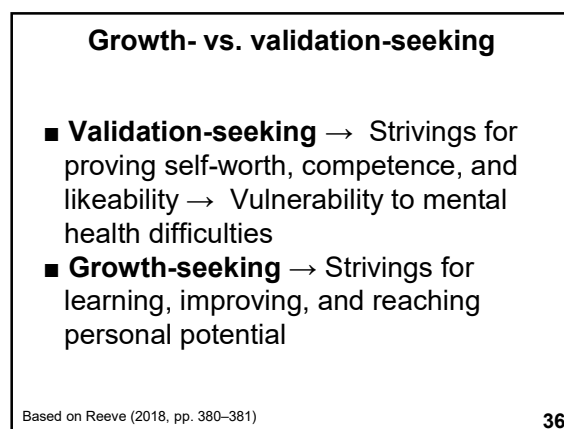 Growth- vs. validation-seeking
■ Validation-seeking → Strivings for
proving self-worth, competence, and
likeability → Vulnerability to mental
health difficulties
■ Growth-seeking → Strivings for
learning, improving, and reaching
personal potential
Based on Reeve (2018, pp. 380–381)
36